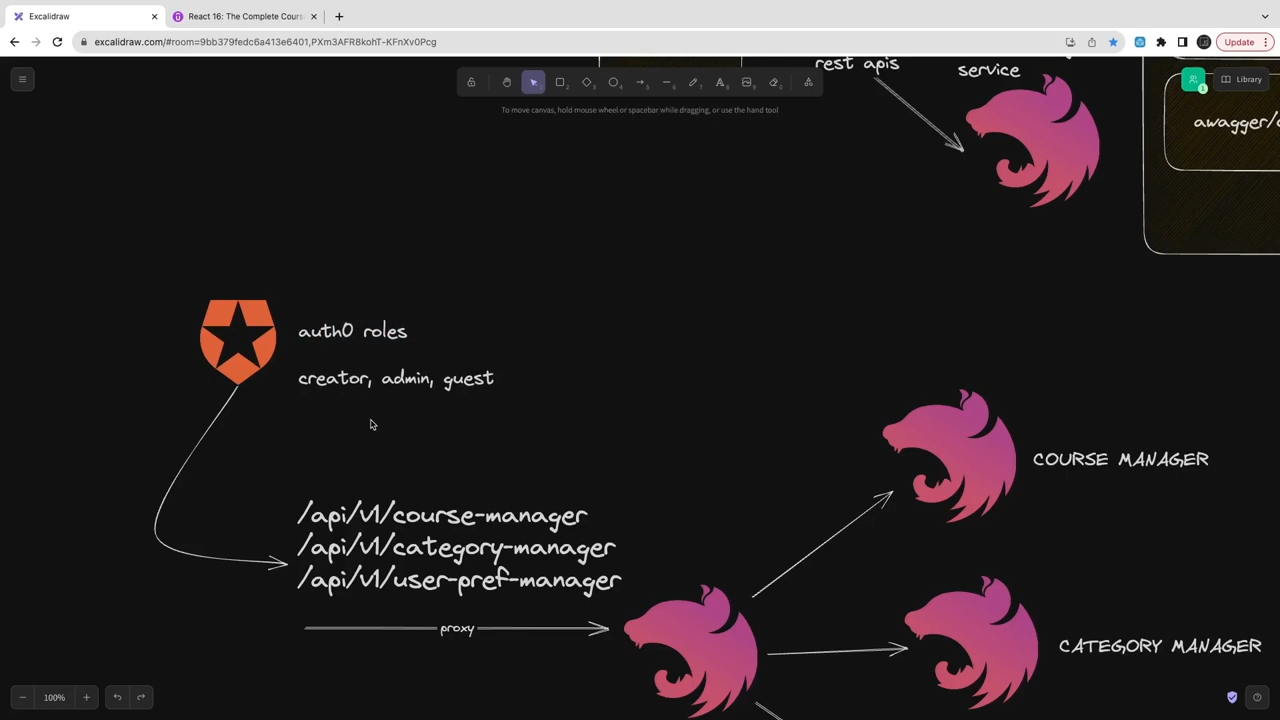 Excalidraw
React 16: The Complete Cours
excalidraw.com/#room=9bb379fedc6a413e6401,PXm3AFR8kohT-KFnXv0Pcg
Update
rest apis
service
Library
1
To move canvas, hold mouse wheel or spacebar while dragging, or use the hand tool
awagger/
auth0 roles
creator, admin, guest
/api/v1/course-manager
/api/v1/category-manager
/api/v1/user-pref-manager
proxy
COURSE MANAGER
CATEGORY MANAGER
100%